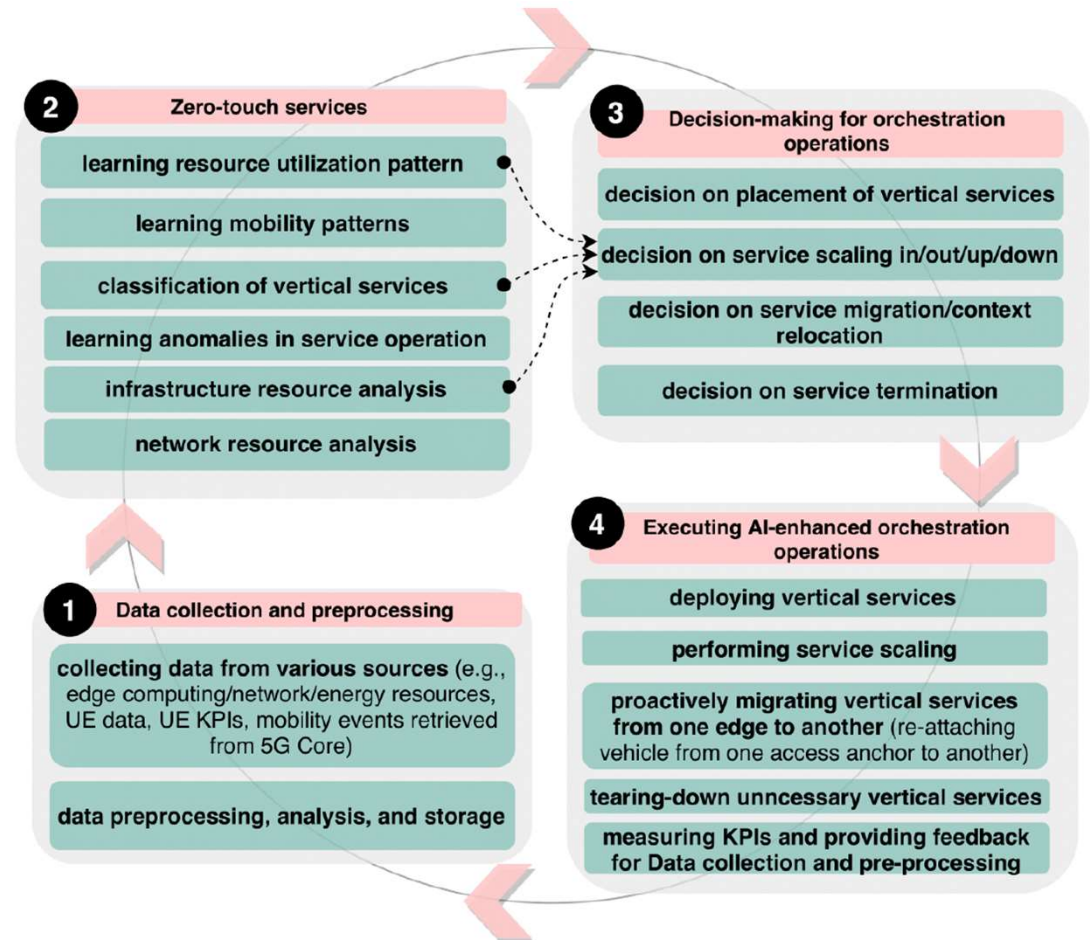 2
Zero-touch services
learning resource utilization pattern
learning mobility patterns
classification of vertical services
learning anomalies in service operation
infrastructure resource analysis
network resource analysis
3
Decision-making for orchestration
operations
decision on placement of vertical services
decision on service scaling in/out/up/down
decision on service migration/context
relocation
decision on service termination
1
Data collection and preprocessing
collecting data from various sources (e.g.,
edge computing/network/energy resources,
UE data, UE KPIs, mobility events retrieved
from 5G Core)
data preprocessing, analysis, and storage
4
Executing AI-enhanced orchestration
operations
deploying vertical services
performing service scaling
proactively migrating vertical services
from one edge to another (re-attaching
vehicle from one access anchor to another)
tearing-down unncessary vertical services
measuring KPIs and providing feedback
for Data collection and pre-processing